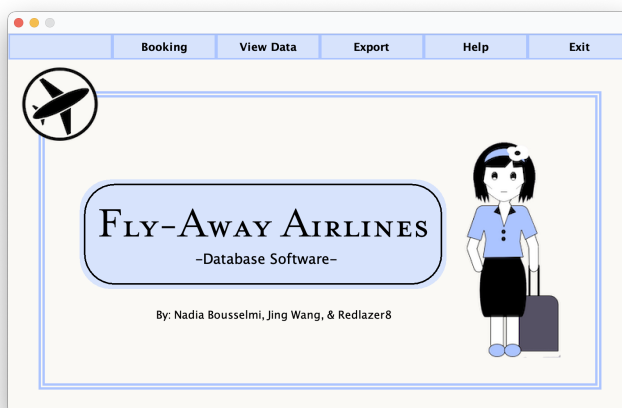 Booking View Data Export Help Exit
Fly-Away Airlines
-Database Software-
By: Nadia Bousselmi, Jing Wang, & Redlazer8